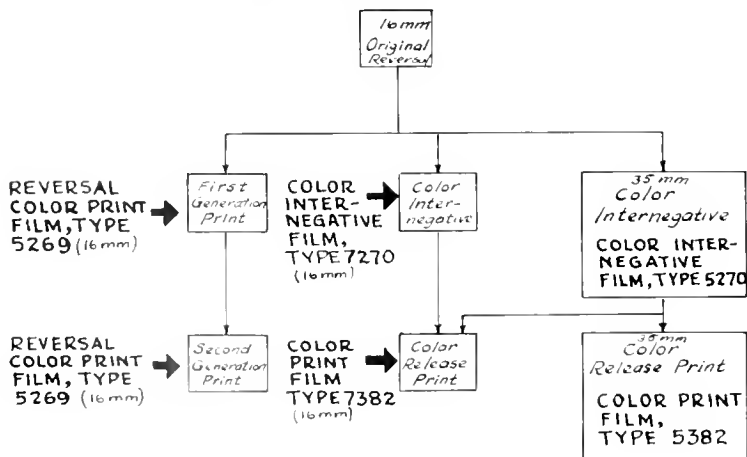 16mm
Original
Reversal
REVERSAL
COLOR PRINT
FILM, TYPE
5269 (16mm)
First
Generation
Print
COLOR
INTER-
NEGATIVE
FILM,
TYPE 7270
(16mm)
Color
Inter-
negative
35mm
Color
Internegative
COLOR INTER-
NEGATIVE
FILM, TYPE 5270
REVERSAL
COLOR PRINT
FILM, TYPE
5269 (16mm)
Second
Generation
Print
COLOR
PRINT
FILM
TYPE 7382
(16mm)
Color
Release
Print
35mm
Color
Release Print
COLOR PRINT
FILM,
TYPE 5382